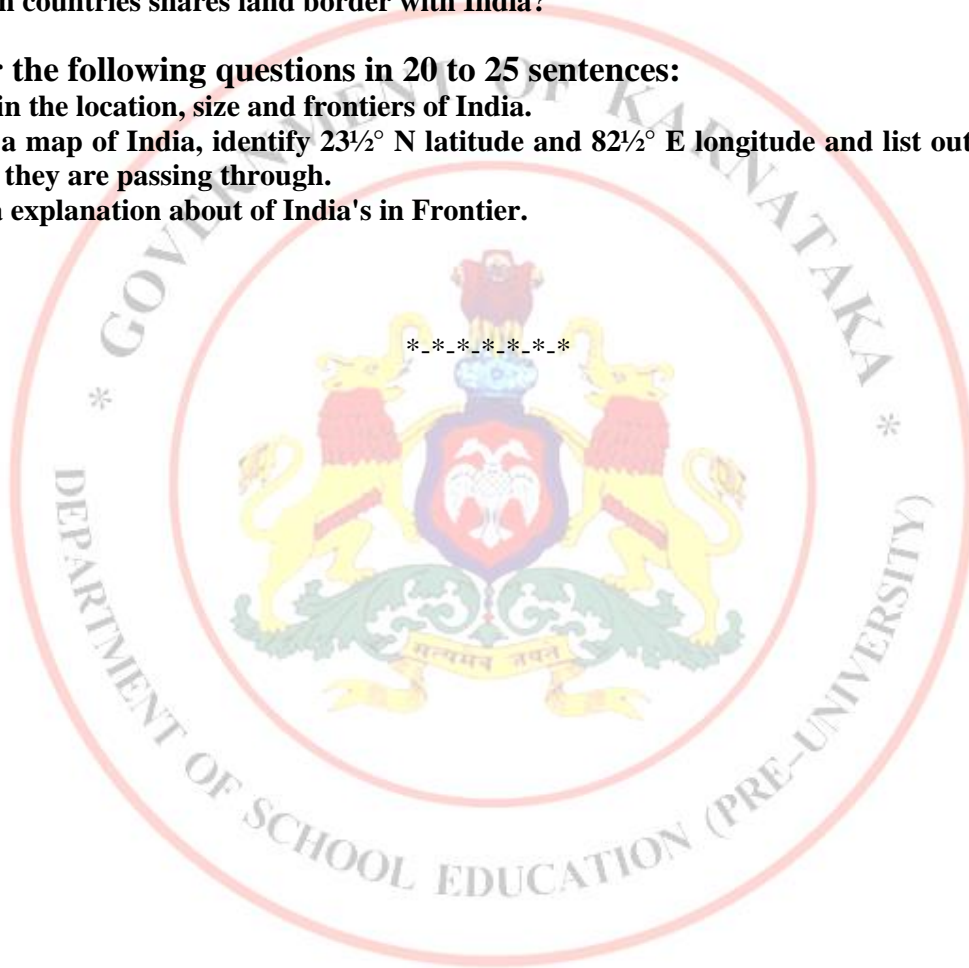 countries shares land border with India?
the following questions in 20 to 25 sentences:
in the location, size and frontiers of India.
a map of India, identify 23½° N latitude and 82½° E longitude and list out
they are passing through.
explanation about of India's in Frontier.
*-*-*-*-*-*-*
* GOVERNMENT OF KARNATAKA *
सत्यमेव जयते
DEPARTMENT OF SCHOOL EDUCATION (PRE-UNIVERSITY)